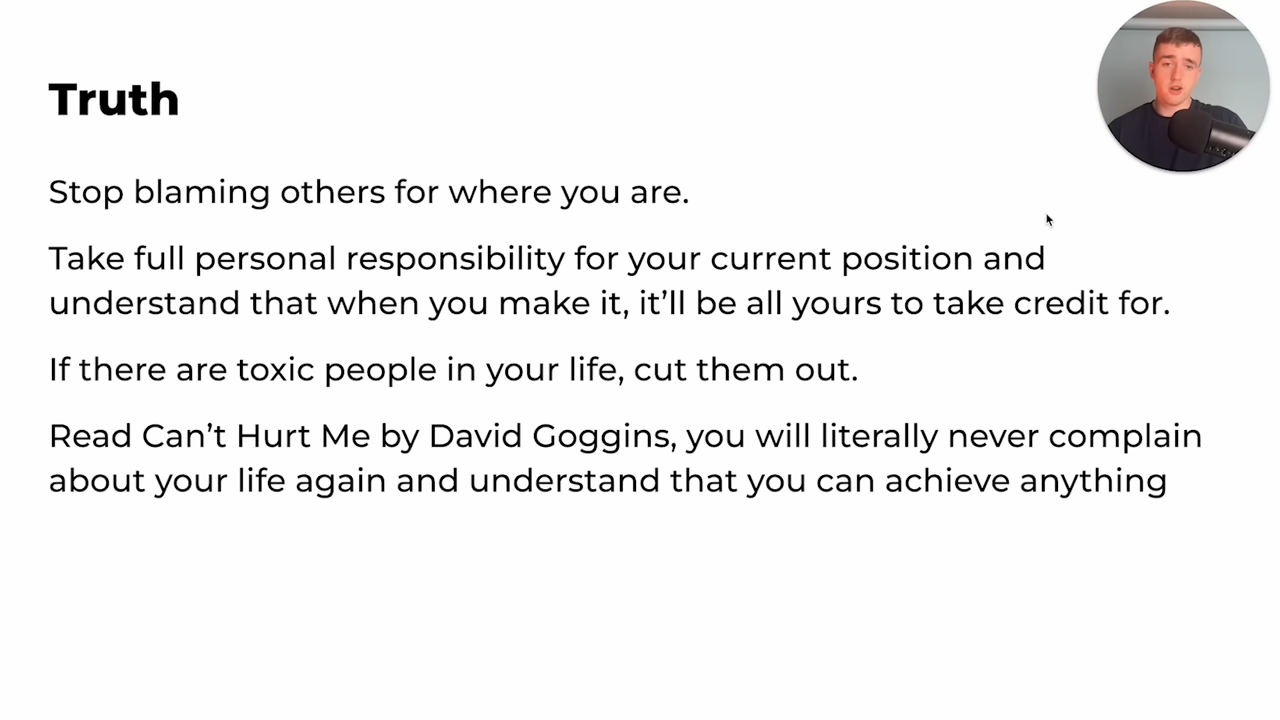 Truth
Stop blaming others for where you are.
Take full personal responsibility for your current position and
understand that when you make it, it’ll be all yours to take credit for.
If there are toxic people in your life, cut them out.
Read Can’t Hurt Me by David Goggins, you will literally never complain
about your life again and understand that you can achieve anything